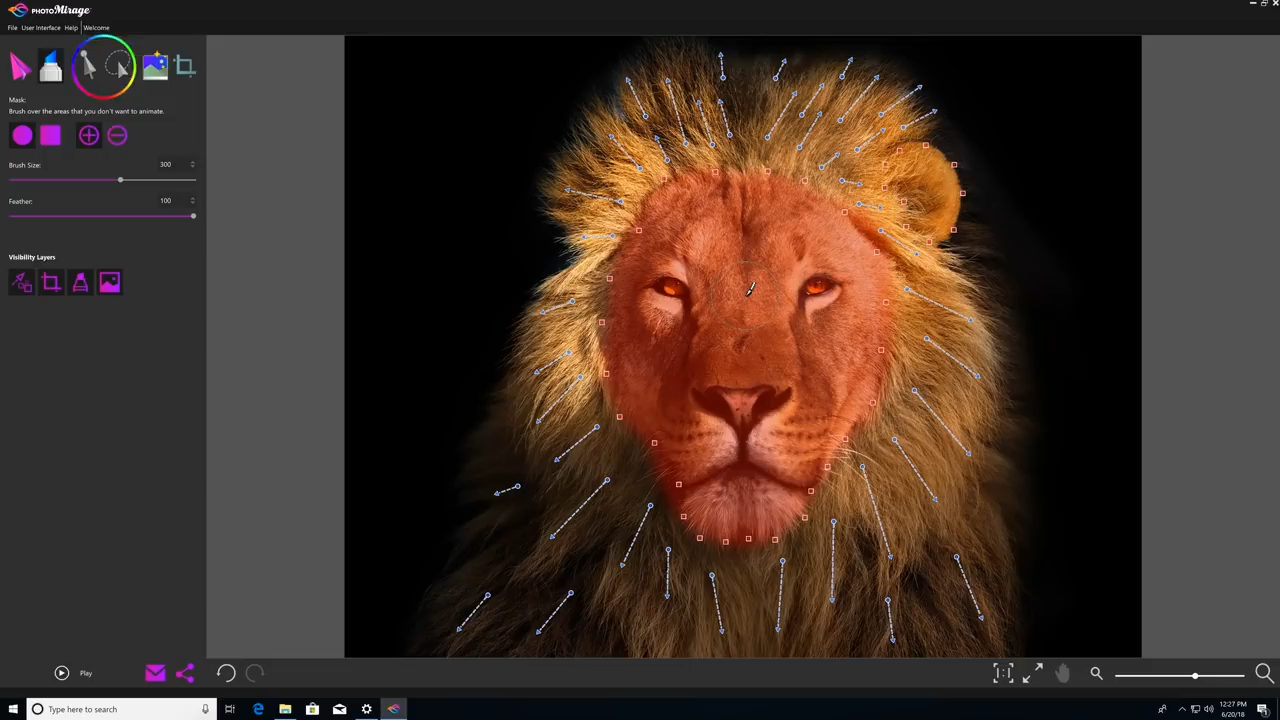 PHOTOMirage
File User Interface Help Welcome
Mask:
Brush over the areas that you don't want to animate.
Brush Size: 300
Feather: 100
Visibility Layers
Play
Type here to search
12:27 PM
6/20/18
1